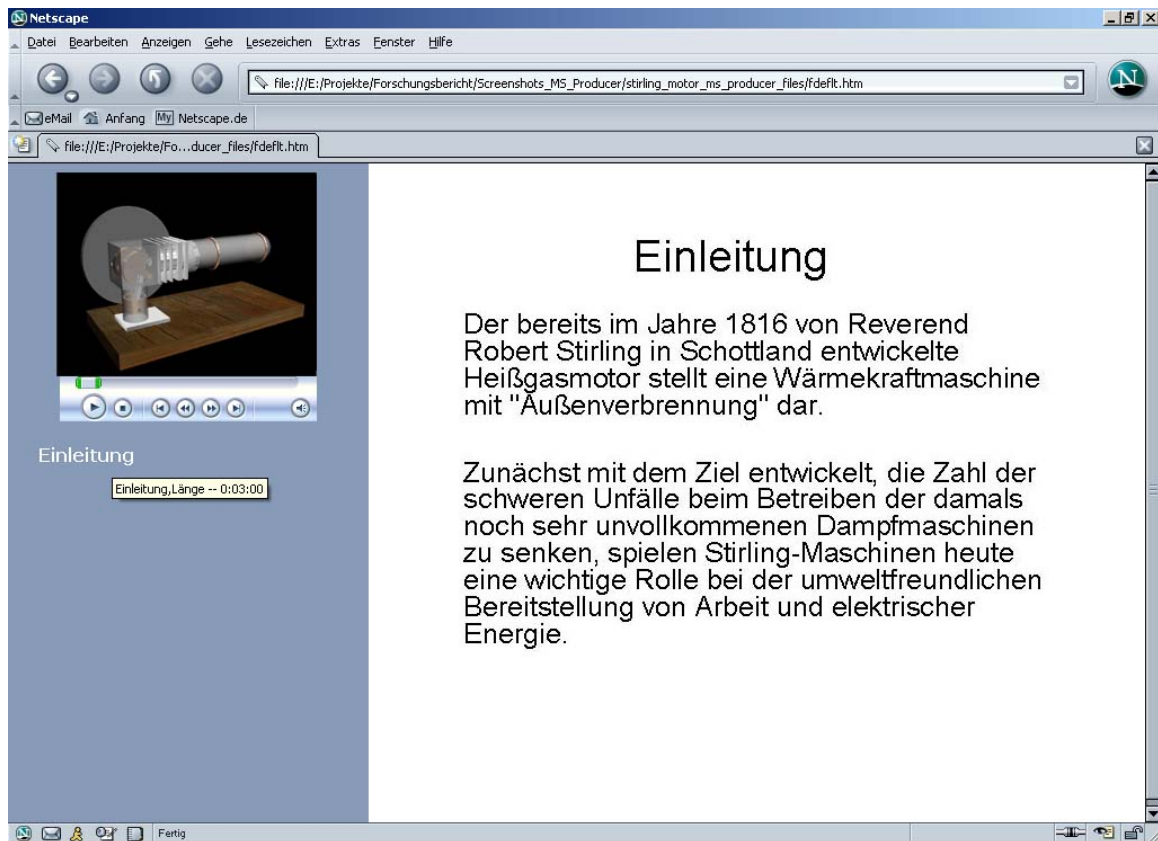 Netscape
Datei Bearbeiten Anzeigen Gehe Lesezeichen Extras Fenster Hilfe
file:///E:/Projekte/Forschungsbericht/Screenshots_MS_Producer/stirling_motor_ms_producer_files/fdeflt.htm
N
eMail Anfang My Netscape.de
file:///E:/Projekte/Fo...ducer_files/fdeflt.htm
Einleitung
Einleitung,Länge -- 0:03:00
Einleitung
Der bereits im Jahre 1816 von Reverend
Robert Stirling in Schottland entwickelte
Heißgasmotor stellt eine Wärmekraftmaschine
mit "Außenverbrennung" dar.
Zunächst mit dem Ziel entwickelt, die Zahl der
schweren Unfälle beim Betreiben der damals
noch sehr unvollkommenen Dampfmaschinen
zu senken, spielen Stirling-Maschinen heute
eine wichtige Rolle bei der umweltfreundlichen
Bereitstellung von Arbeit und elektrischer
Energie.
Fertig